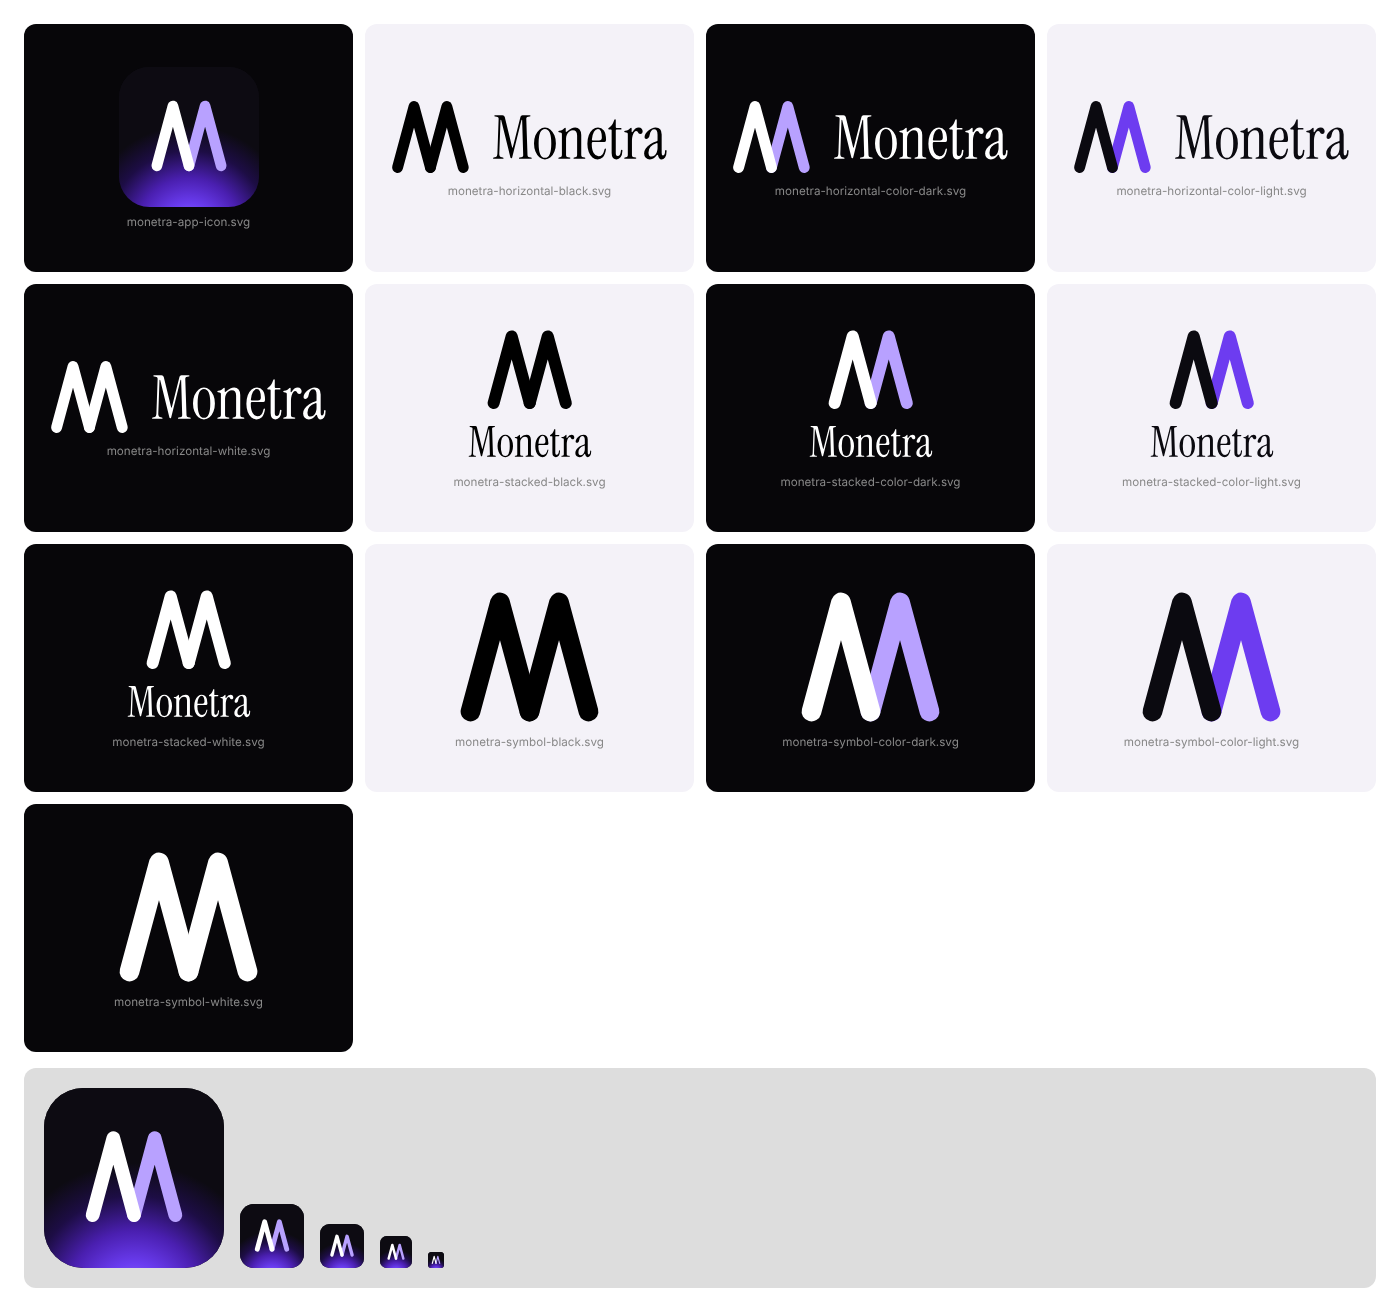 monetra-app-icon.svg
Monetra
monetra-horizontal-black.svg
Monetra
monetra-horizontal-color-dark.svg
Monetra
monetra-horizontal-color-light.svg
Monetra
monetra-horizontal-white.svg
Monetra
monetra-stacked-black.svg
Monetra
monetra-stacked-color-dark.svg
Monetra
monetra-stacked-color-light.svg
Monetra
monetra-stacked-white.svg
monetra-symbol-black.svg
monetra-symbol-color-dark.svg
monetra-symbol-color-light.svg
monetra-symbol-white.svg